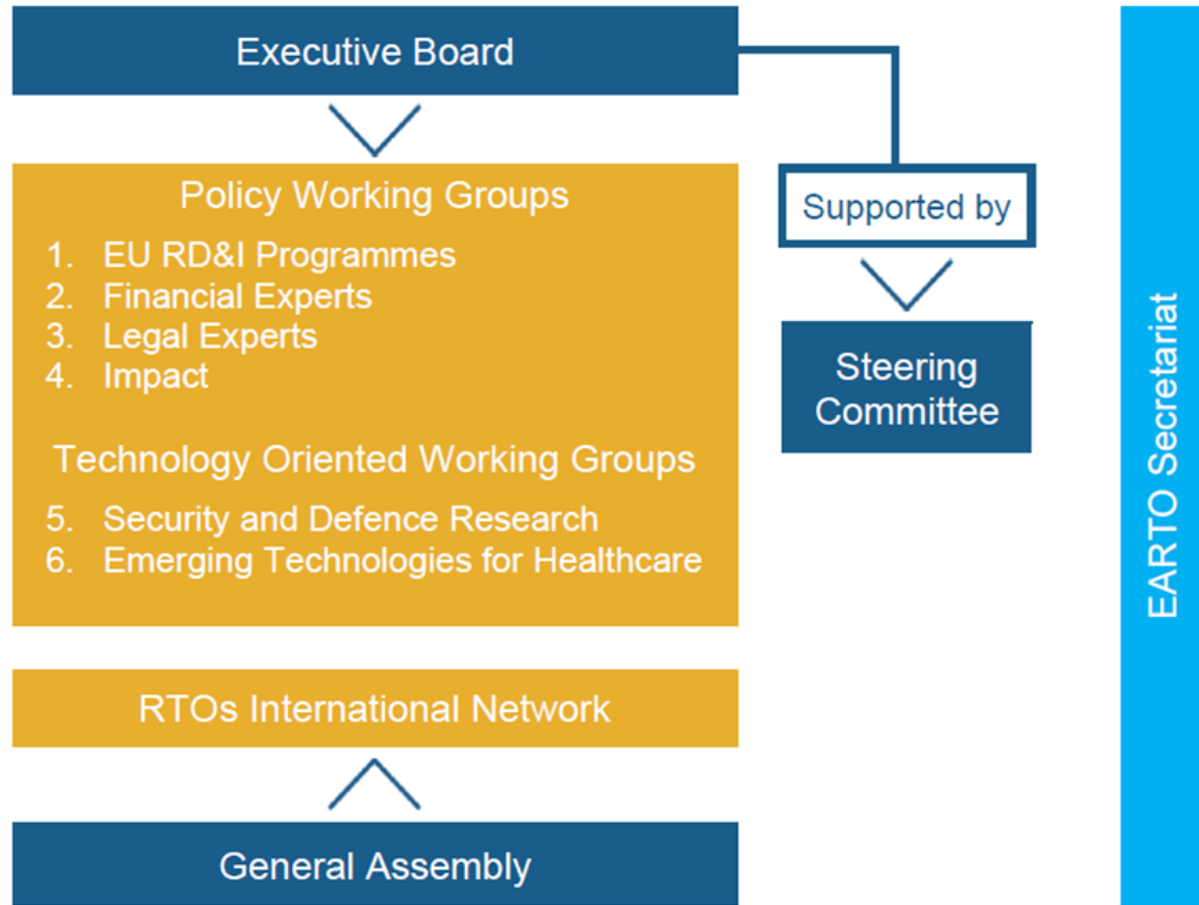 Executive Board
Policy Working Groups
1. EU RD&I Programmes
2. Financial Experts
3. Legal Experts
4. Impact
Technology Oriented Working Groups
5. Security and Defence Research
6. Emerging Technologies for Healthcare
RTOs International Network
General Assembly
Supported by
Steering
Committee
EARTO Secretariat